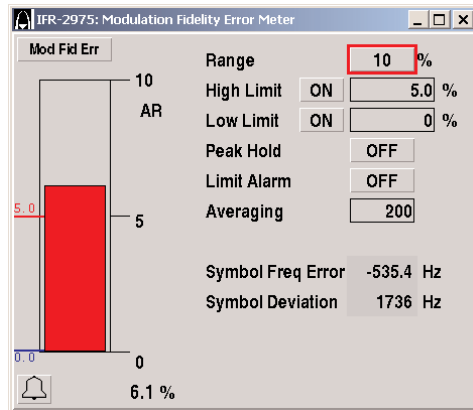 IFR-2975: Modulation Fidelity Error Meter
Mod Fid Err
10
AR
5.0
5
0.0
0
6.1 %
Range 10 %
High Limit ON 5.0 %
Low Limit ON 0 %
Peak Hold OFF
Limit Alarm OFF
Averaging 200
Symbol Freq Error -535.4 Hz
Symbol Deviation 1736 Hz